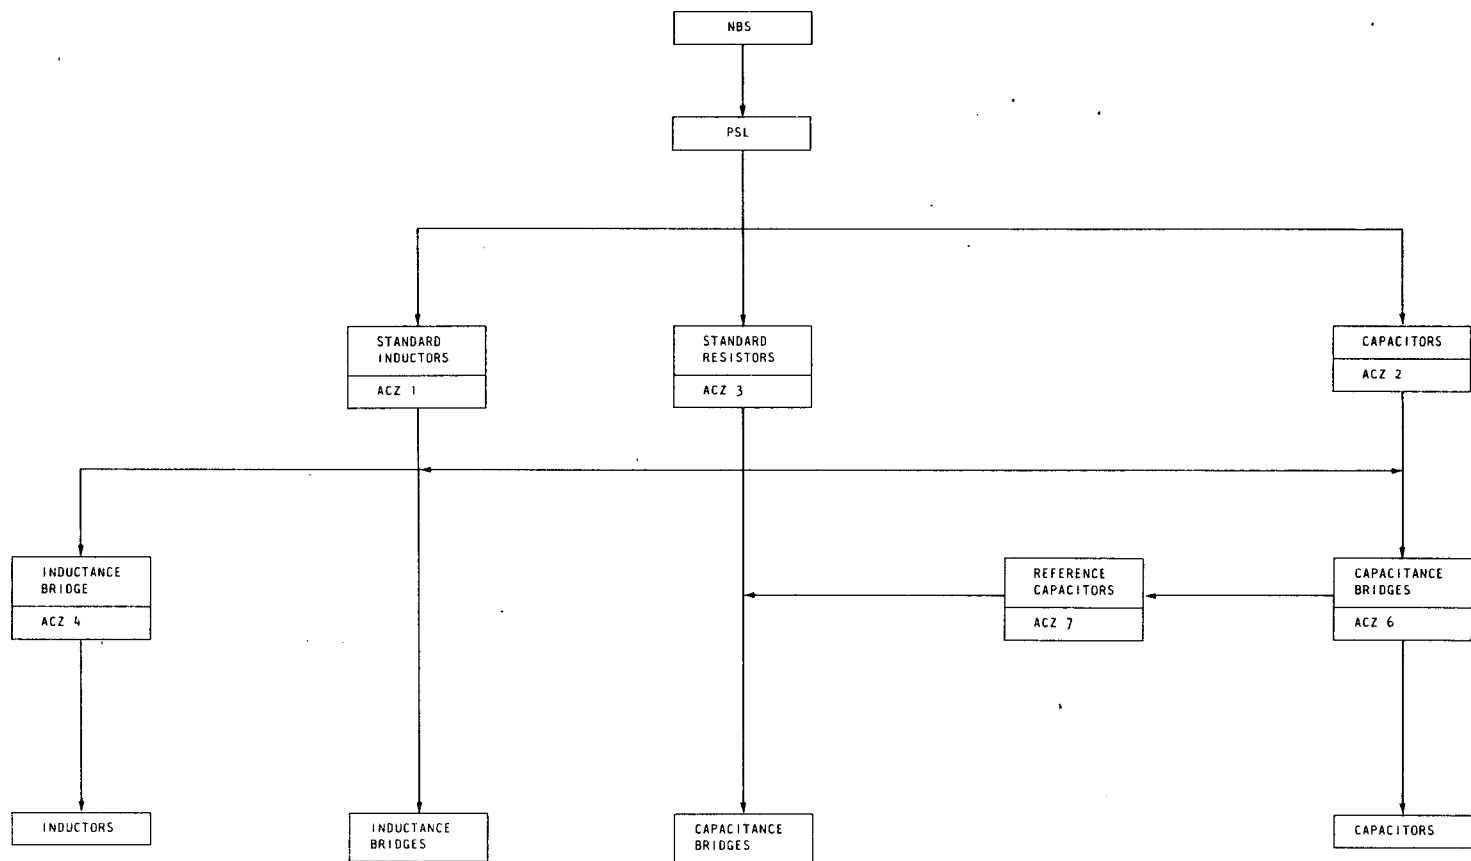 NBS
PSL
STANDARD
INDUCTORS
ACZ 1
STANDARD
RESISTORS
ACZ 3
CAPACITORS
ACZ 2
INDUCTANCE
BRIDGE
ACZ 4
REFERENCE
CAPACITORS
ACZ 7
CAPACITANCE
BRIDGES
ACZ 6
INDUCTORS
INDUCTANCE
BRIDGES
CAPACITANCE
BRIDGES
CAPACITORS